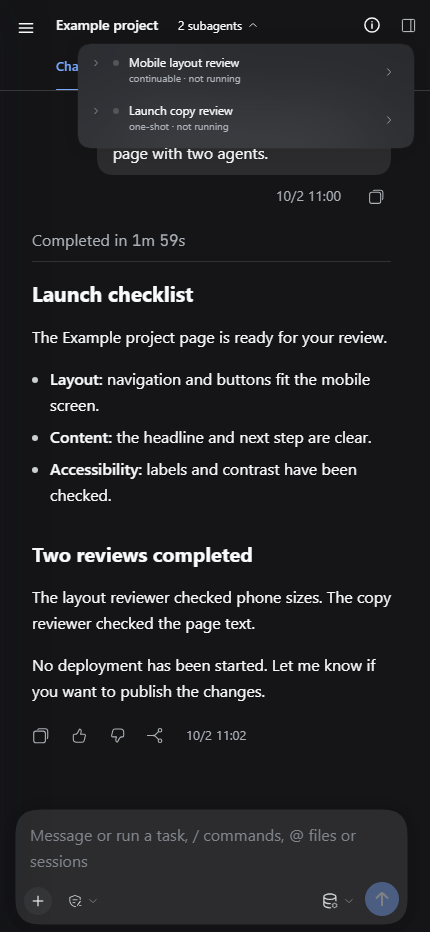 Example project
2 subagents
Cha
Mobile layout review
continuable · not running
Launch copy review
one-shot · not running
page with two agents.
10/2 11:00
Completed in 1m 59s
Launch checklist
The Example project page is ready for your review.
• Layout: navigation and buttons fit the mobile
screen.
• Content: the headline and next step are clear.
• Accessibility: labels and contrast have been
checked.
Two reviews completed
The layout reviewer checked phone sizes. The copy
reviewer checked the page text.
No deployment has been started. Let me know if
you want to publish the changes.
10/2 11:02
Message or run a task, / commands, @ files or
sessions